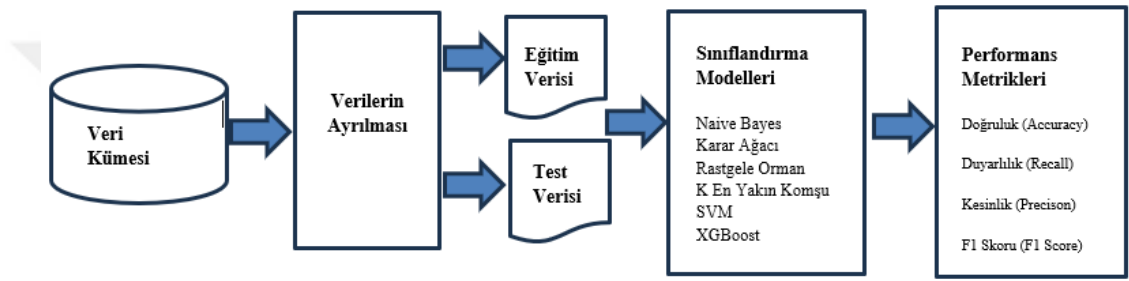 Veri
Kümesi
Verilerin
Ayrılması
Eğitim
Verisi
Test
Verisi
Sınıflandırma
Modelleri
Naive Bayes
Karar Ağacı
Rastgele Orman
K En Yakın Komşu
SVM
XGBoost
Performans
Metrikleri
Doğruluk (Accuracy)
Duyarlılık (Recall)
Kesinlik (Precison)
F1 Skoru (F1 Score)